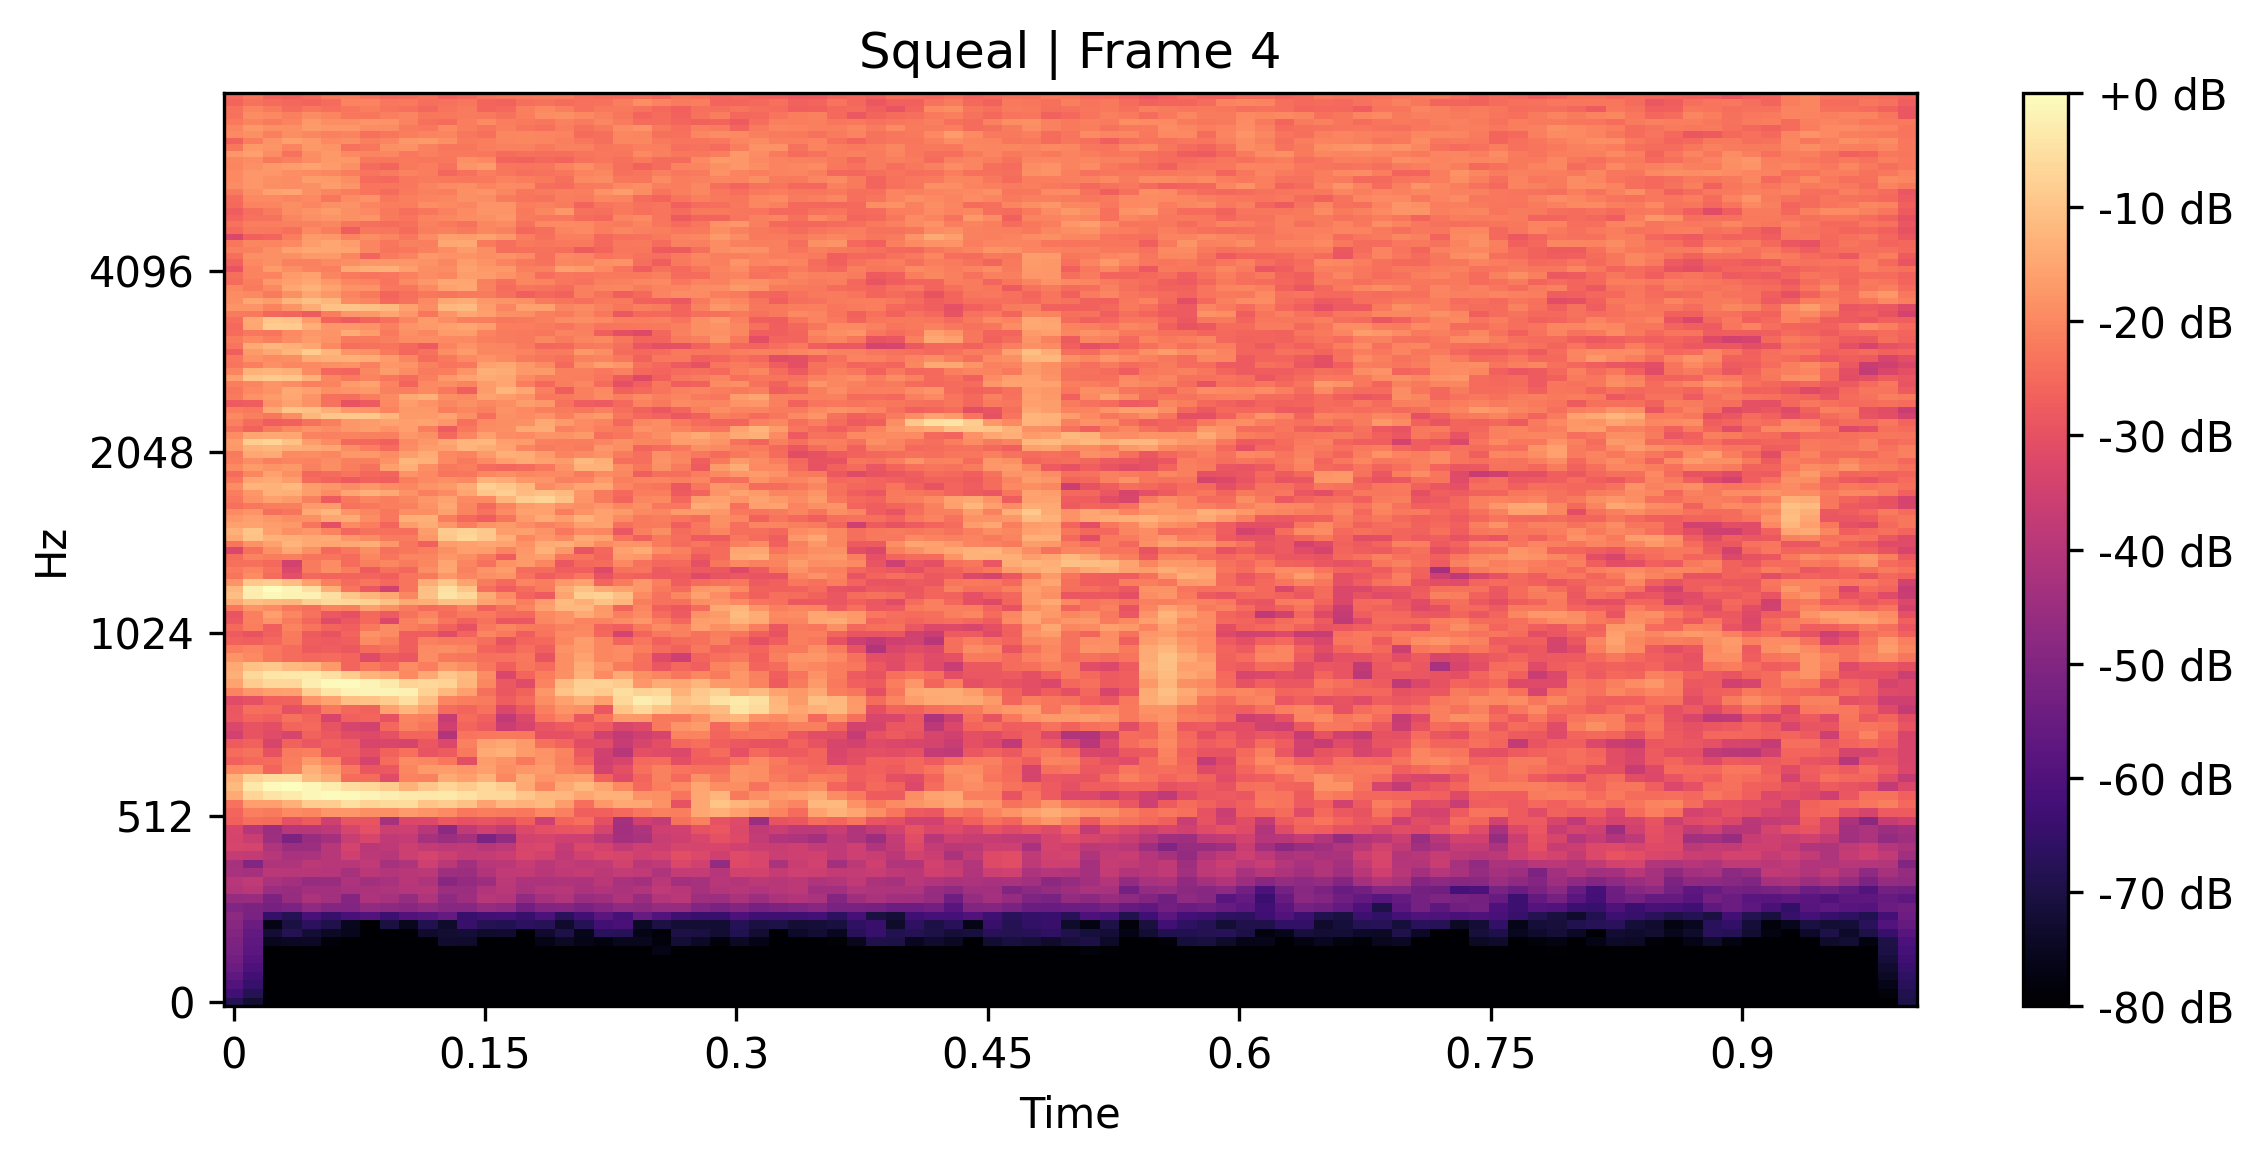 Squeal | Frame 4
+0 dB
-10 dB
-20 dB
-30 dB
-40 dB
-50 dB
-60 dB
-70 dB
-80 dB
Hz
4096
2048
1024
512
0
0 0.15 0.3 0.45 0.6 0.75 0.9
Time